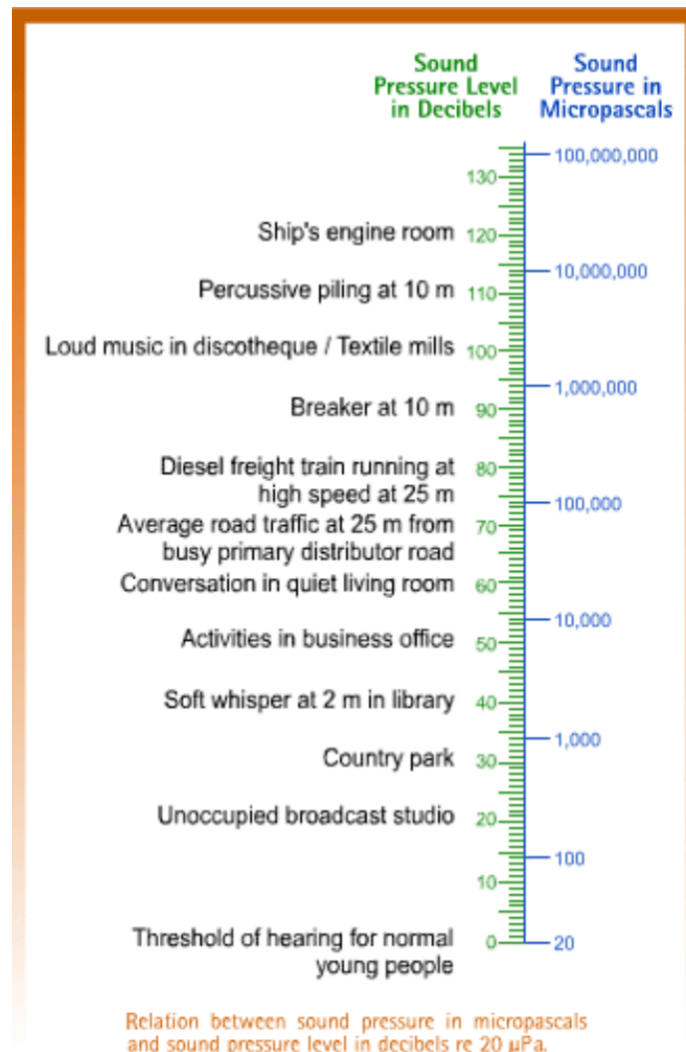 Sound
Pressure Level
in Decibels
Sound
Pressure in
Micropascals
100,000,000
130
Ship's engine room 120
10,000,000
Percussive piling at 10 m 110
Loud music in discotheque / Textile mills 100
1,000,000
Breaker at 10 m 90
Diesel freight train running at 80
high speed at 25 m
100,000
Average road traffic at 25 m from 70
busy primary distributor road
Conversation in quiet living room 60
10,000
Activities in business office 50
Soft whisper at 2 m in library 40
1,000
Country park 30
Unoccupied broadcast studio 20
100
10
Threshold of hearing for normal 0 20
young people
Relation between sound pressure in micropascals
and sound pressure level in decibels re 20 µPa.